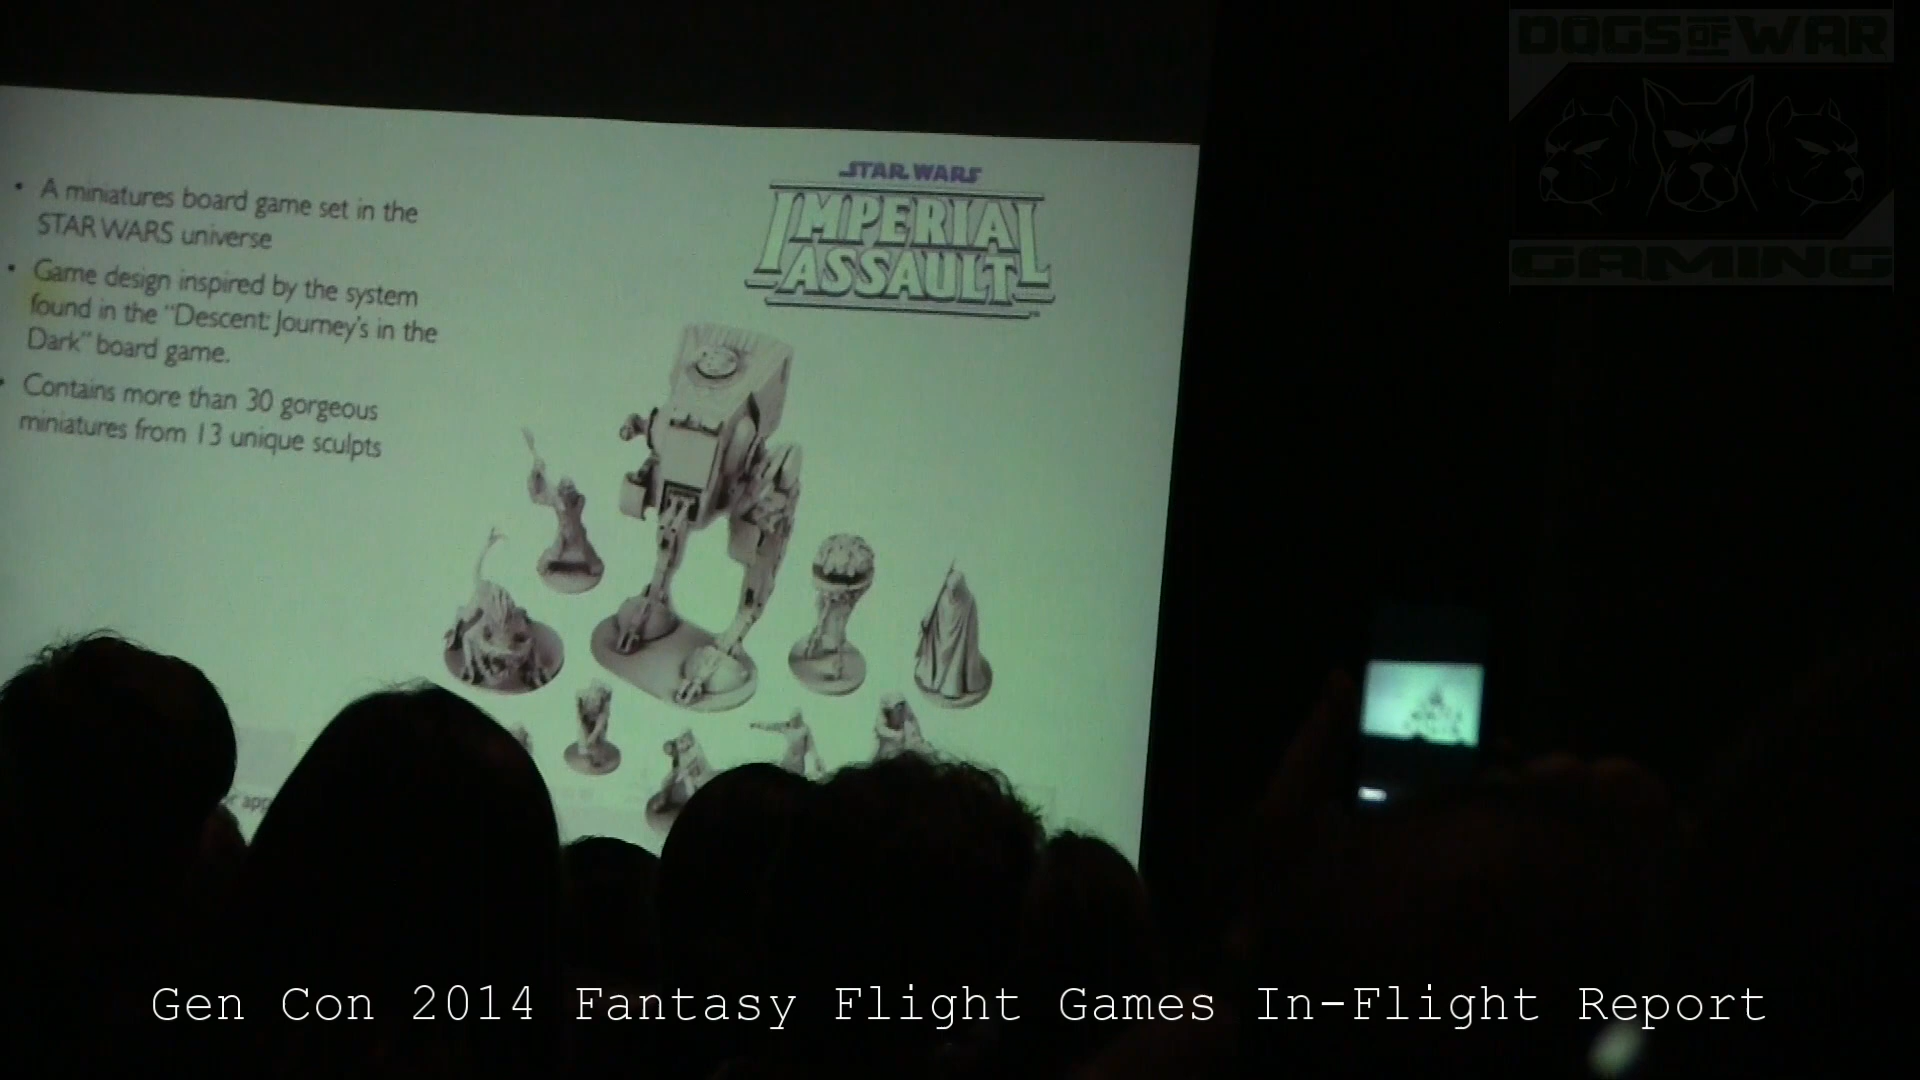 DOGS OF WAR
GAMING
STAR WARS
IMPERIAL
ASSAULT
• A miniatures board game set in the
STAR WARS universe
• Game design inspired by the system
found in the "Descent: Journey's in the
Dark" board game.
• Contains more than 30 gorgeous
miniatures from 13 unique sculpts
Gen Con 2014 Fantasy Flight Games In-Flight Report